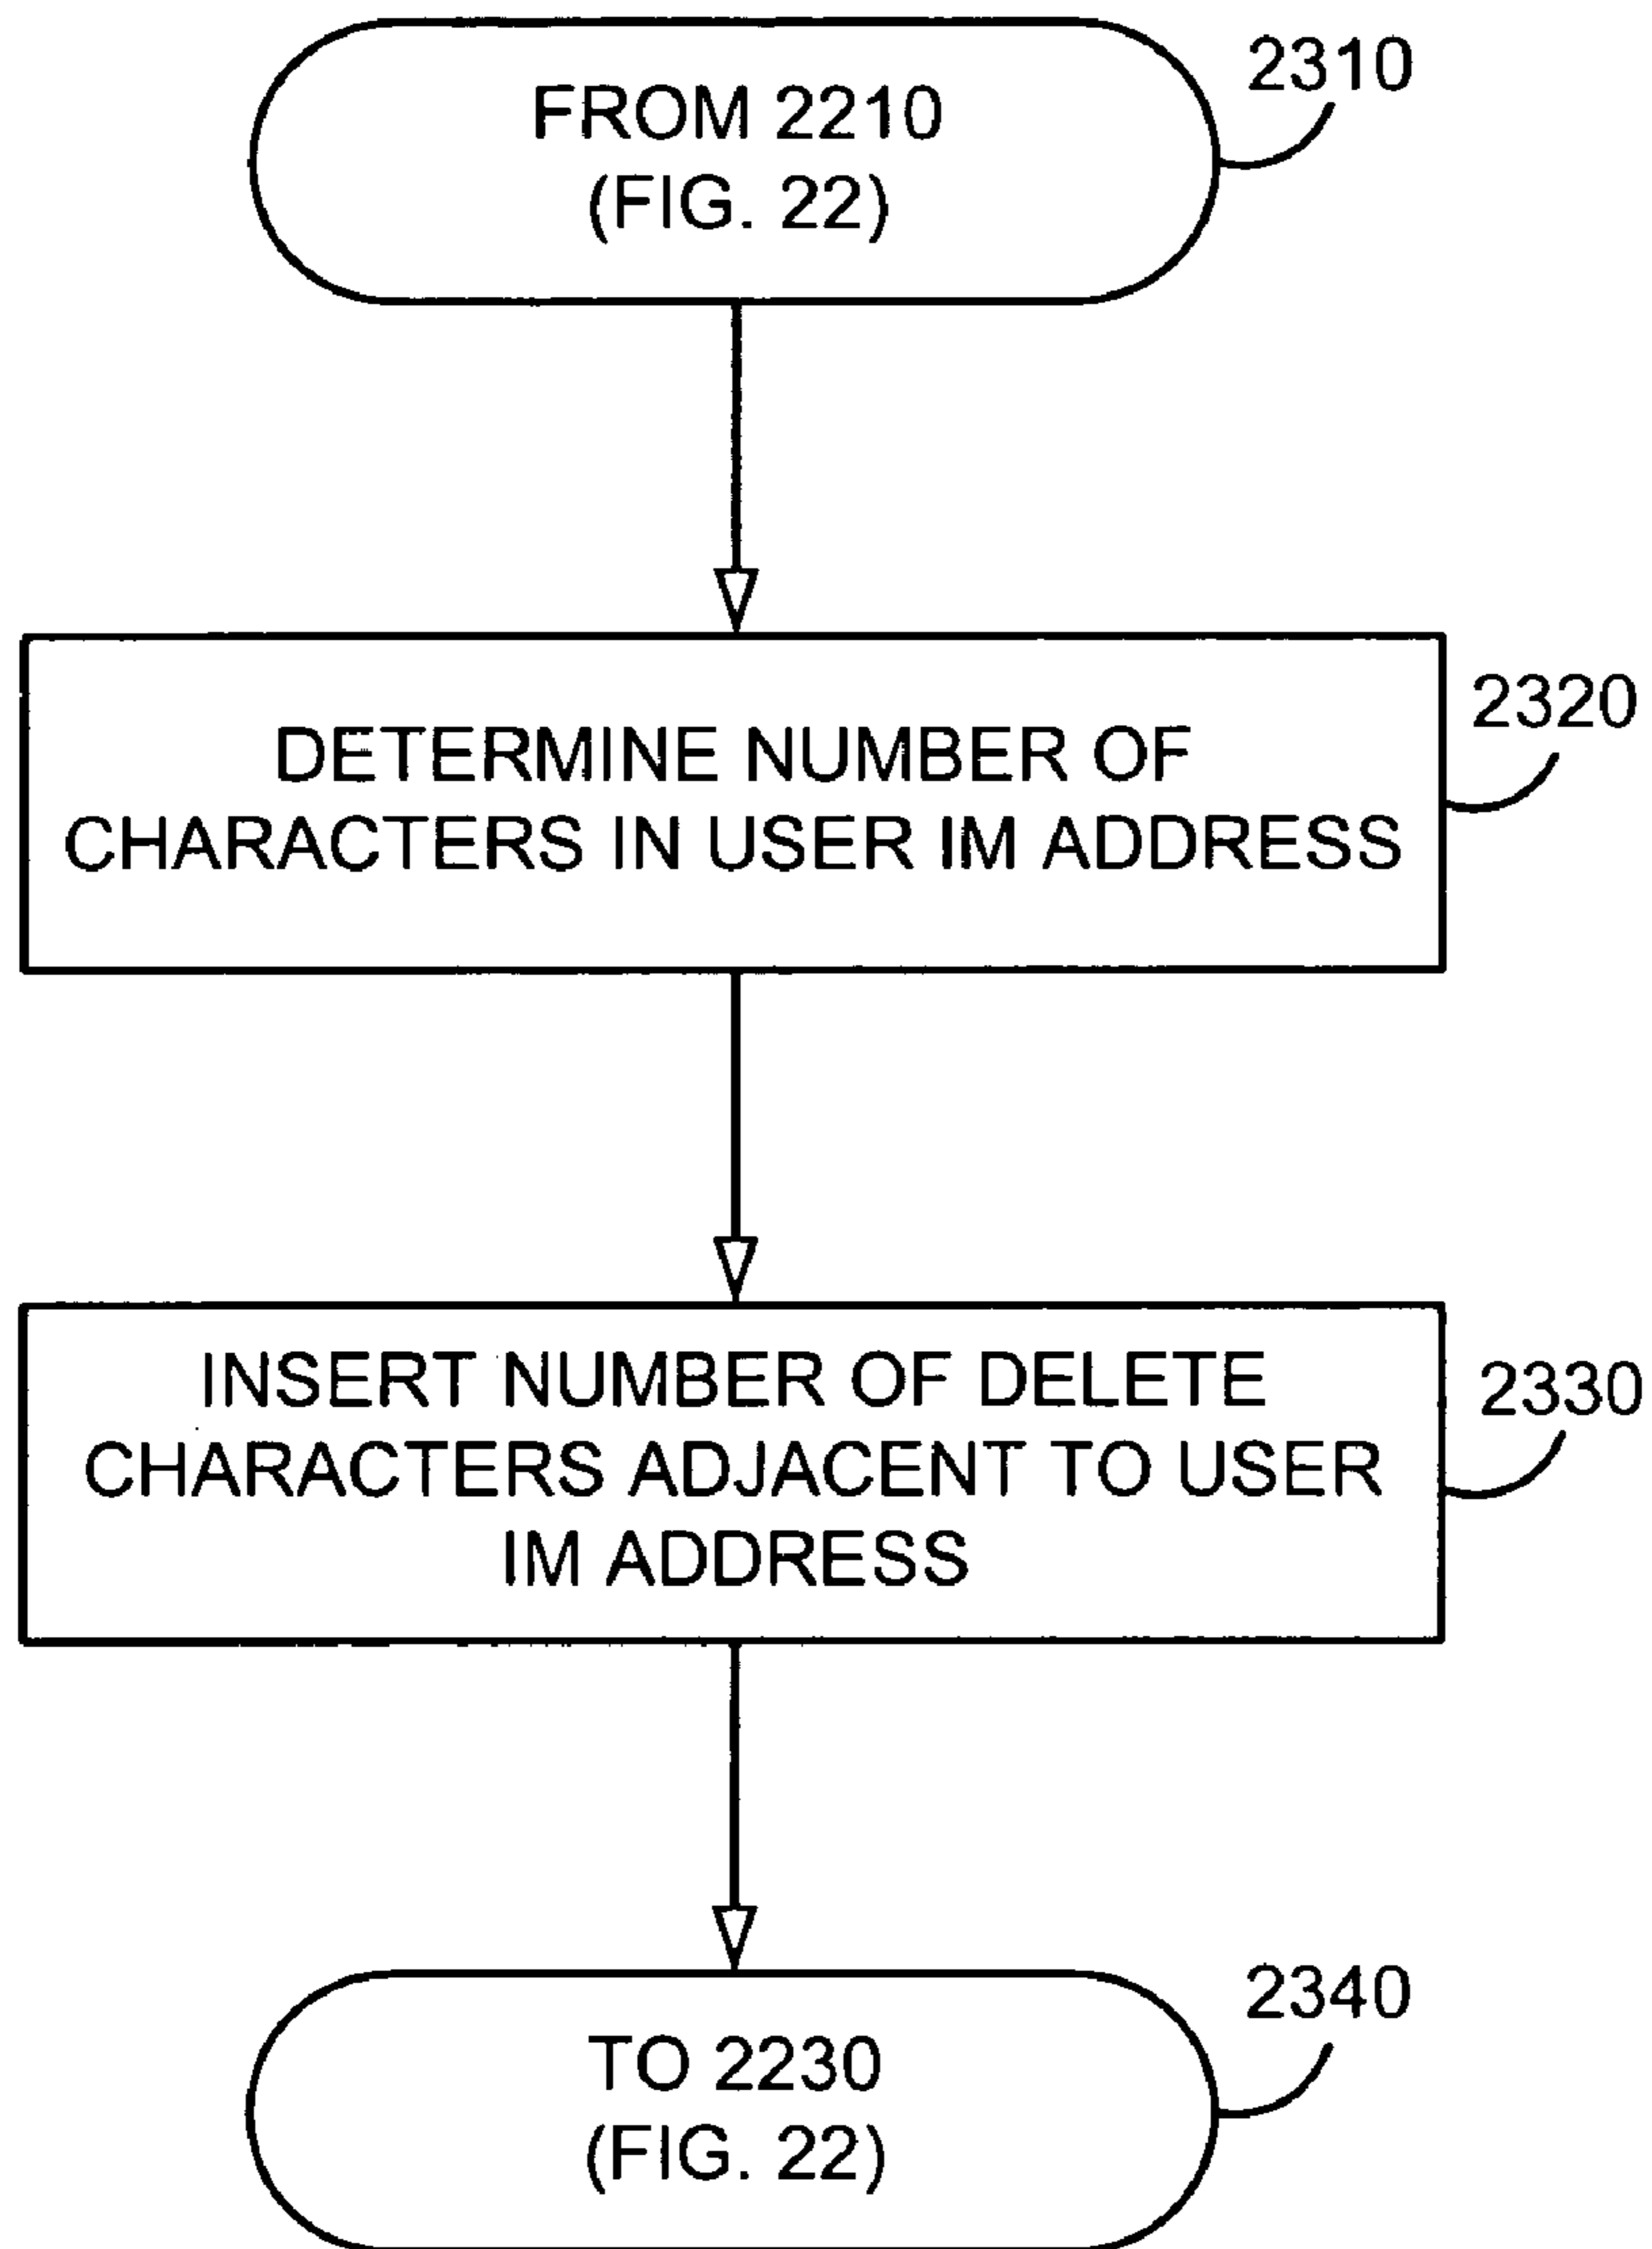 FROM 2210
(FIG. 22)
2310
DETERMINE NUMBER OF
CHARACTERS IN USER IM ADDRESS
2320
INSERT NUMBER OF DELETE
CHARACTERS ADJACENT TO USER
IM ADDRESS
2330
TO 2230
(FIG. 22)
2340